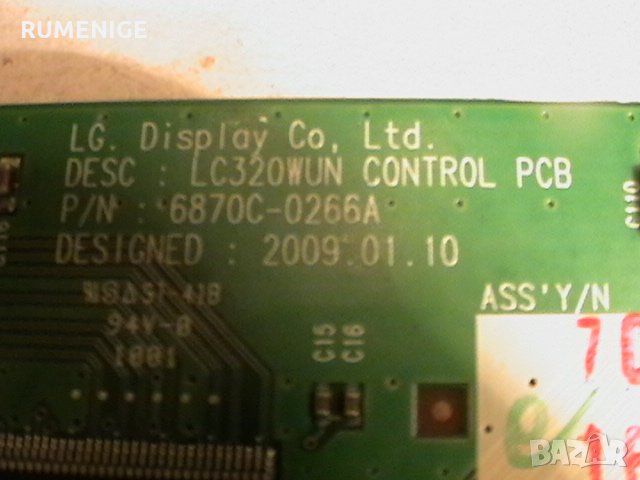 RUMENIGE
LG. Display Co, Ltd.
DESC : LC320WUN CONTROL PCB
P/N : 6870C-0266A
DESIGNED : 2009.01.10
94V-0
1001
ASS'Y/N
C15
C16
BAZAR